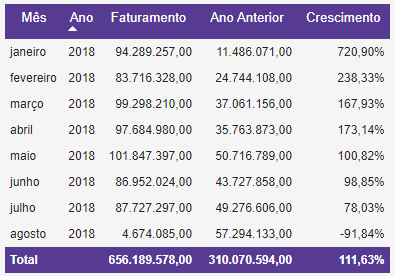 Mês Ano Faturamento Ano Anterior Crescimento
janeiro 2018 94.289.257,00 11.486.071,00 720,90%
fevereiro 2018 83.716.328,00 24.744.108,00 238,33%
março 2018 99.298.210,00 37.061.156,00 167,93%
abril 2018 97.684.980,00 35.763.873,00 173,14%
maio 2018 101.847.397,00 50.716.789,00 100,82%
junho 2018 86.952.024,00 43.727.858,00 98,85%
julho 2018 87.727.297,00 49.276.606,00 78,03%
agosto 2018 4.674.085,00 57.294.133,00 -91,84%
Total 656.189.578,00 310.070.594,00 111,63%